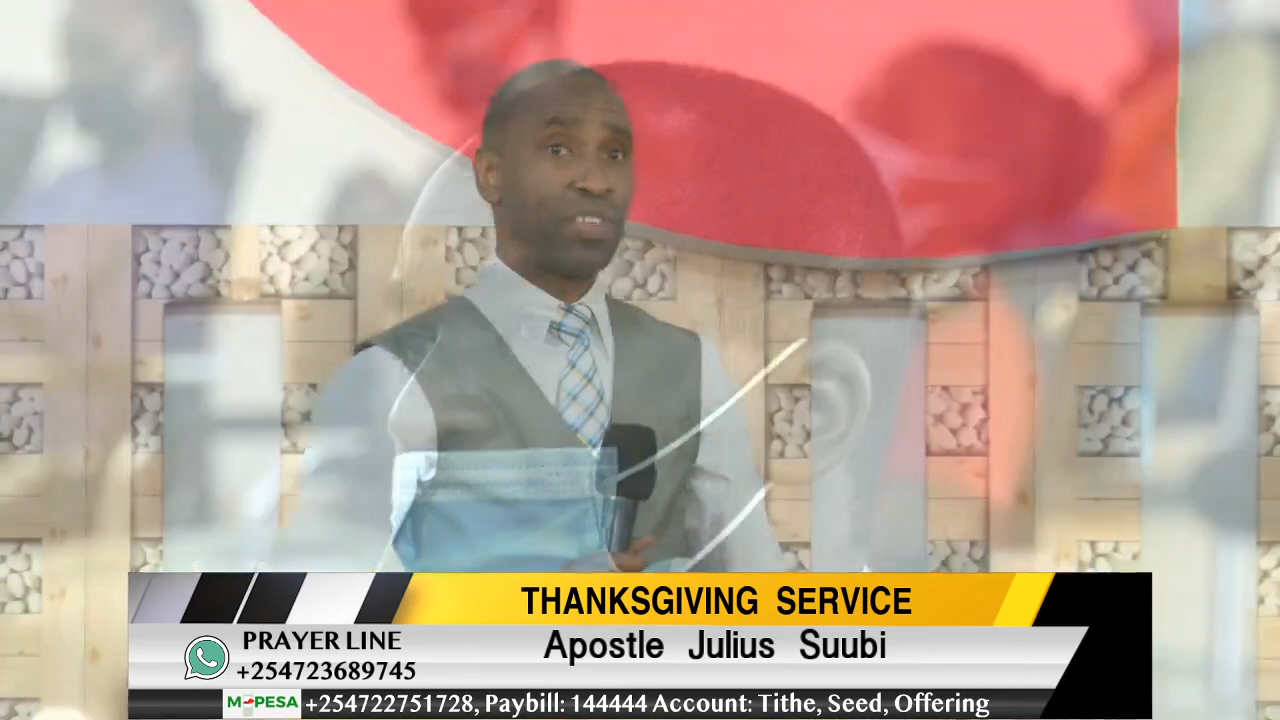 THANKSGIVING SERVICE
PRAYER LINE
+254723689745
Apostle Julius Suubi
M-PESA +254722751728, Paybill: 144444 Account: Tithe, Seed, Offering